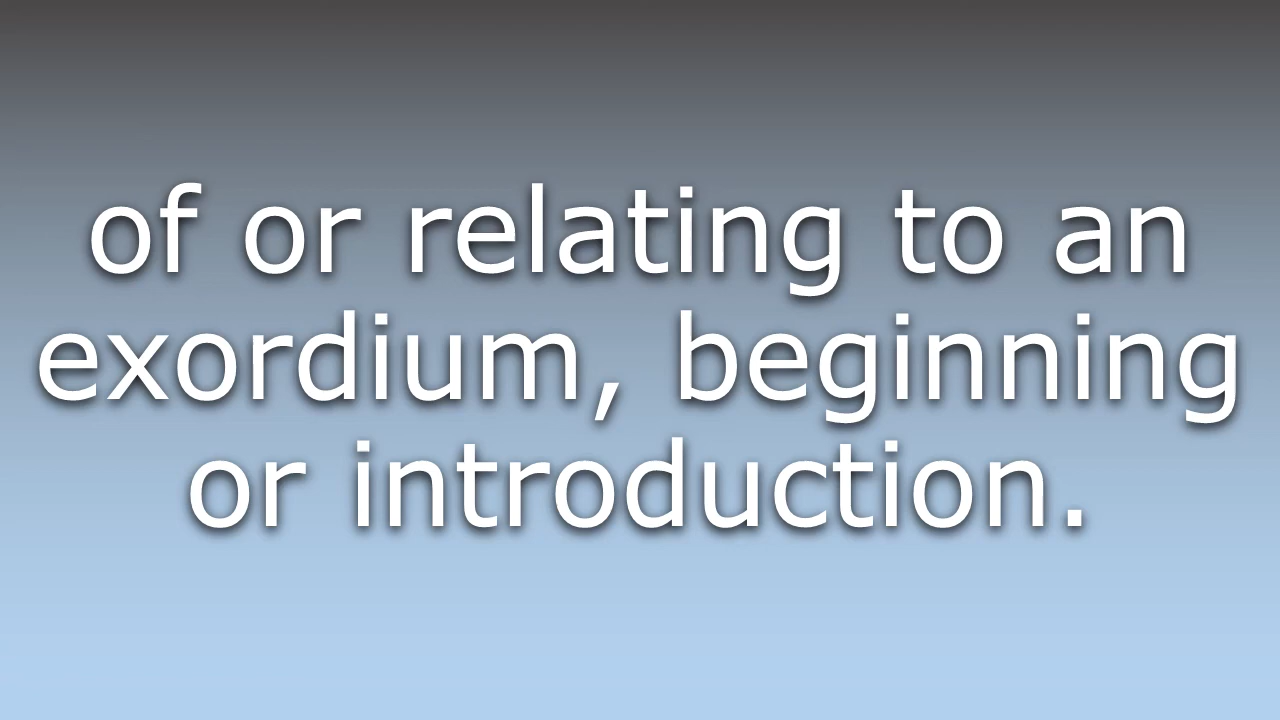 of or relating to an
exordium, beginning
or introduction.